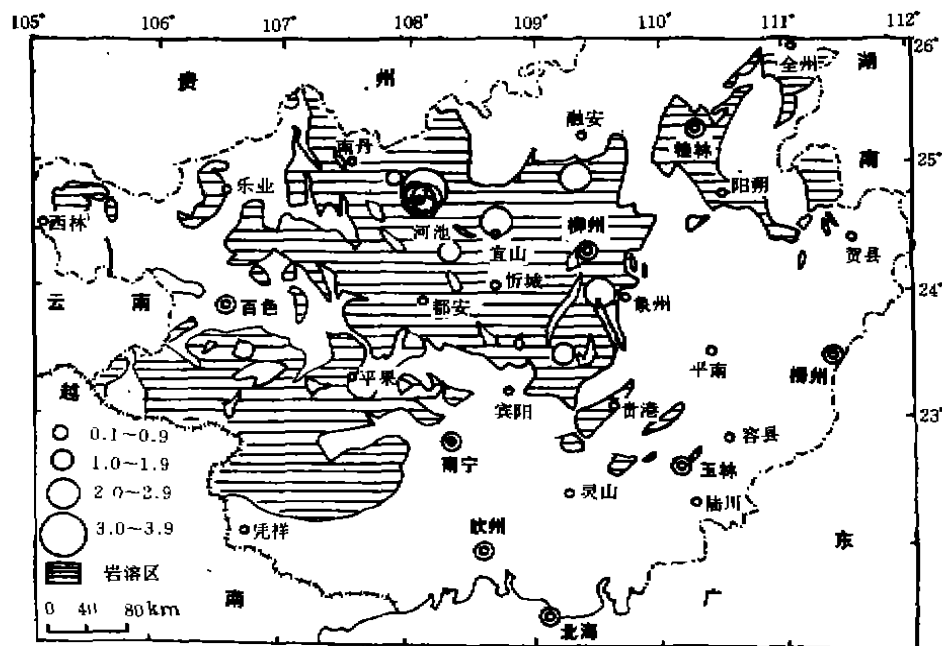 105° 106° 107° 108° 109° 110° 111° 112°
26°
贵 州 湖
全州
融安
桂林
南丹 25°
南
乐业 阳朔
西林
河池 宜山 柳州 贺县
忻城 24°
云 南 百色 都安 象州
平南
梧州
越 平果
宾阳 贵港 23°
0.1~0.9 容县
1.0~1.9 南宁 玉林
2.0~2.9 灵山 陆川
3.0~3.9 凭祥
钦州 东
岩溶区
南 广
0 40 80 km
北海